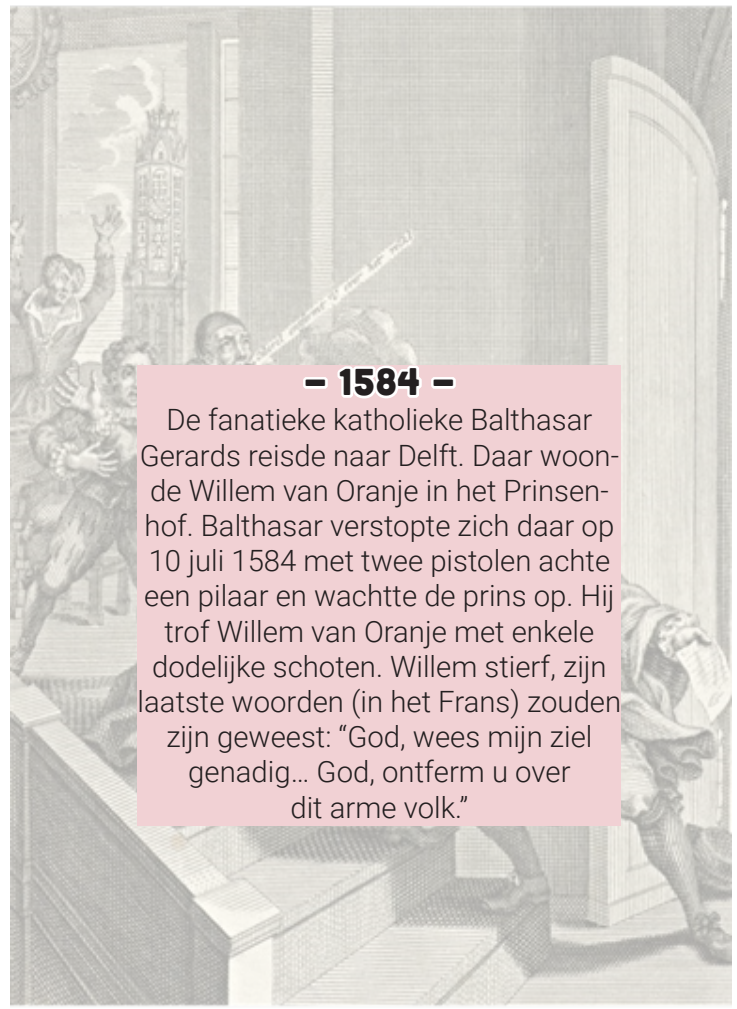 – 1584 –
De fanatieke katholieke Balthasar
Gerards reisde naar Delft. Daar woon-
de Willem van Oranje in het Prinsen-
hof. Balthasar verstopte zich daar op
10 juli 1584 met twee pistolen achte
een pilaar en wachtte de prins op. Hij
trof Willem van Oranje met enkele
dodelijke schoten. Willem stierf, zijn
laatste woorden (in het Frans) zouden
zijn geweest: “God, wees mijn ziel
genadig… God, ontferm u over
dit arme volk.”